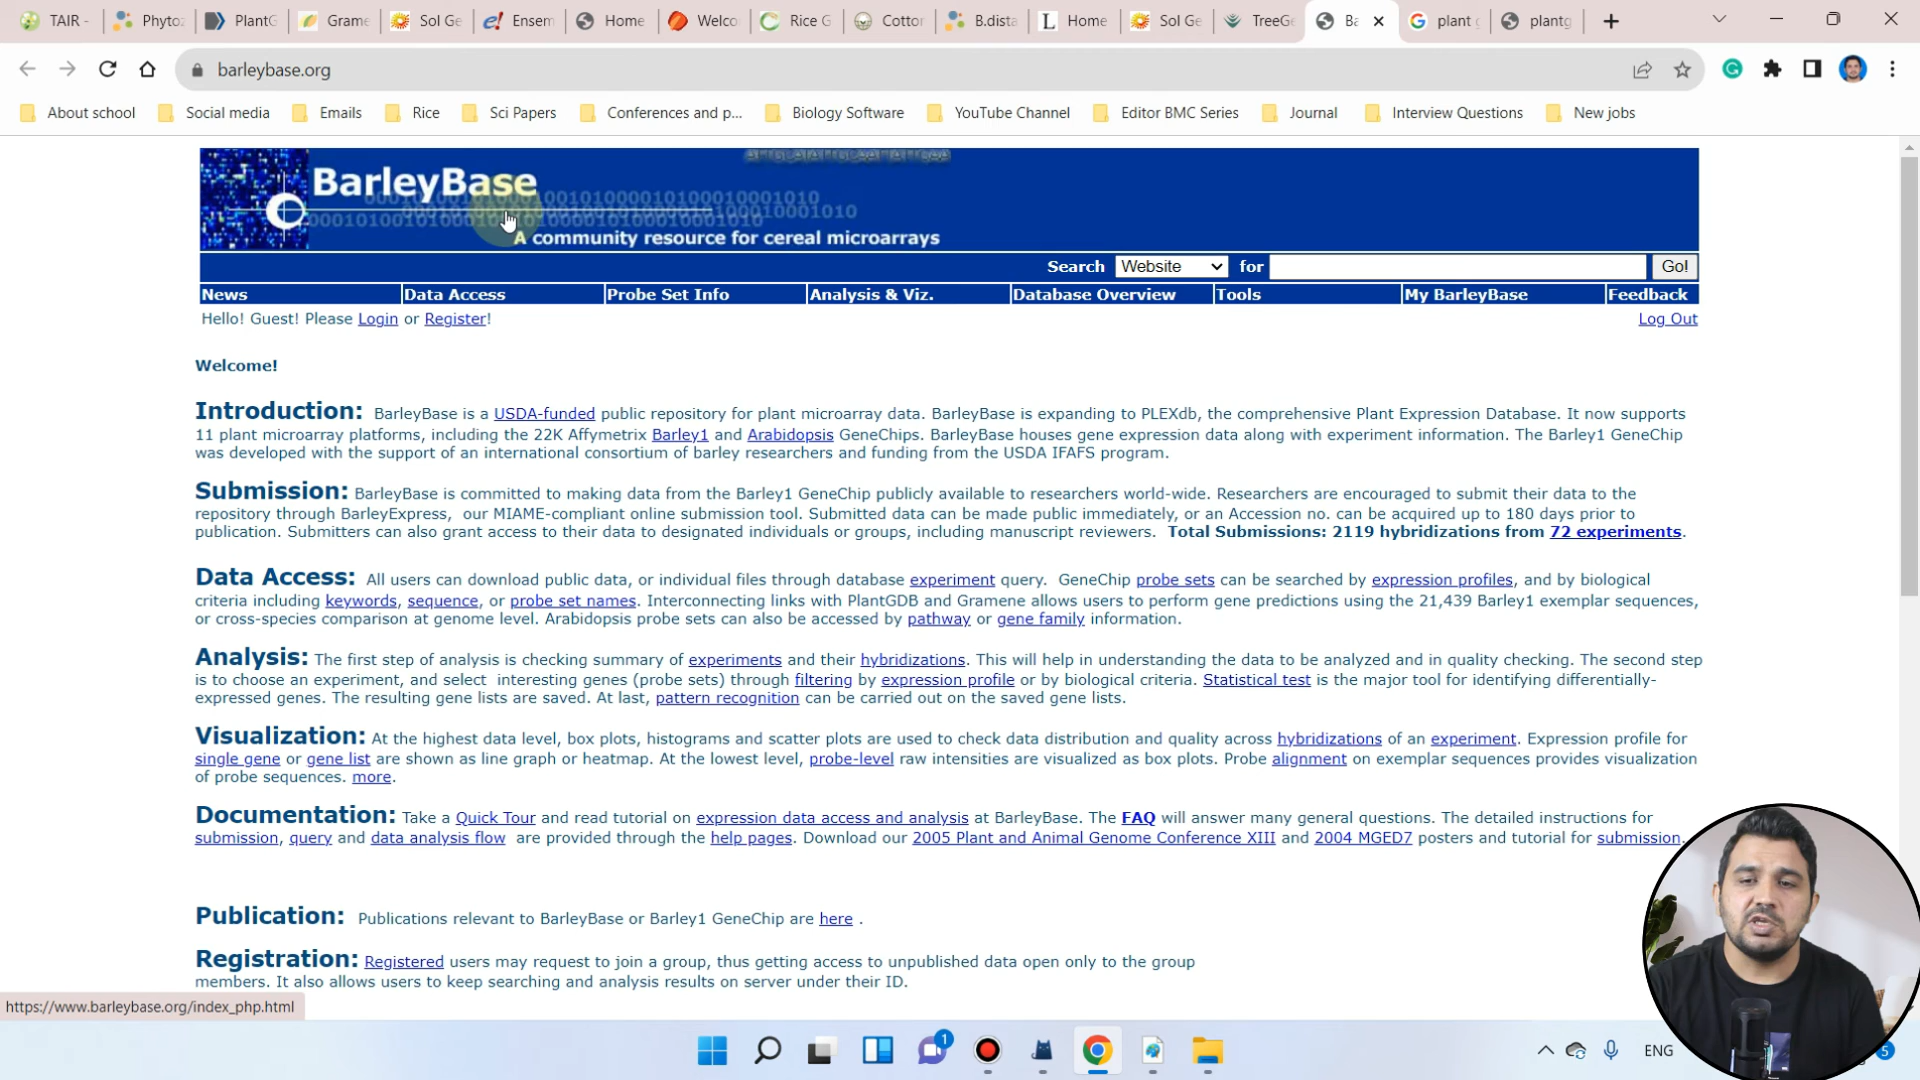 TAIR -
Phyto
PlantG
Grame
Sol Ge
Ensem
Home
Welco
Rice G
Cotton
B.dista
Home
Sol Ge
TreeGe
Ba
plant g
plantg
barleybase.org
About school
Social media
Emails
Rice
Sci Papers
Conferences and p...
Biology Software
YouTube Channel
Editor BMC Series
Journal
Interview Questions
New jobs
BarleyBase
A community resource for cereal microarrays
Search Website for Go!
News Data Access Probe Set Info Analysis & Viz. Database Overview Tools My BarleyBase Feedback
Hello! Guest! Please Login or Register! Log Out
Welcome!
Introduction: BarleyBase is a USDA-funded public repository for plant microarray data. BarleyBase is expanding to PLEXdb, the comprehensive Plant Expression Database. It now supports
11 plant microarray platforms, including the 22K Affymetrix Barley1 and Arabidopsis GeneChips. BarleyBase houses gene expression data along with experiment information. The Barley1 GeneChip
was developed with the support of an international consortium of barley researchers and funding from the USDA IFAFS program.
Submission: BarleyBase is committed to making data from the Barley1 GeneChip publicly available to researchers world-wide. Researchers are encouraged to submit their data to the
repository through BarleyExpress, our MIAME-compliant online submission tool. Submitted data can be made public immediately, or an Accession no. can be acquired up to 180 days prior to
publication. Submitters can also grant access to their data to designated individuals or groups, including manuscript reviewers. Total Submissions: 2119 hybridizations from 72 experiments.
Data Access: All users can download public data, or individual files through database experiment query. GeneChip probe sets can be searched by expression profiles, and by biological
criteria including keywords, sequence, or probe set names. Interconnecting links with PlantGDB and Gramene allows users to perform gene predictions using the 21,439 Barley1 exemplar sequences,
or cross-species comparison at genome level. Arabidopsis probe sets can also be accessed by pathway or gene family information.
Analysis: The first step of analysis is checking summary of experiments and their hybridizations. This will help in understanding the data to be analyzed and in quality checking. The second step
is to choose an experiment, and select interesting genes (probe sets) through filtering by expression profile or by biological criteria. Statistical test is the major tool for identifying differentially-
expressed genes. The resulting gene lists are saved. At last, pattern recognition can be carried out on the saved gene lists.
Visualization: At the highest data level, box plots, histograms and scatter plots are used to check data distribution and quality across hybridizations of an experiment. Expression profile for
single gene or gene list are shown as line graph or heatmap. At the lowest level, probe-level raw intensities are visualized as box plots. Probe alignment on exemplar sequences provides visualization
of probe sequences. more.
Documentation: Take a Quick Tour and read tutorial on expression data access and analysis at BarleyBase. The FAQ will answer many general questions. The detailed instructions for
submission, query and data analysis flow are provided through the help pages. Download our 2005 Plant and Animal Genome Conference XIII and 2004 MGED7 posters and tutorial for submission.
Publication: Publications relevant to BarleyBase or Barley1 GeneChip are here .
Registration: Registered users may request to join a group, thus getting access to unpublished data open only to the group
members. It also allows users to keep searching and analysis results on server under their ID.
https://www.barleybase.org/index_php.html
1
ENG
5